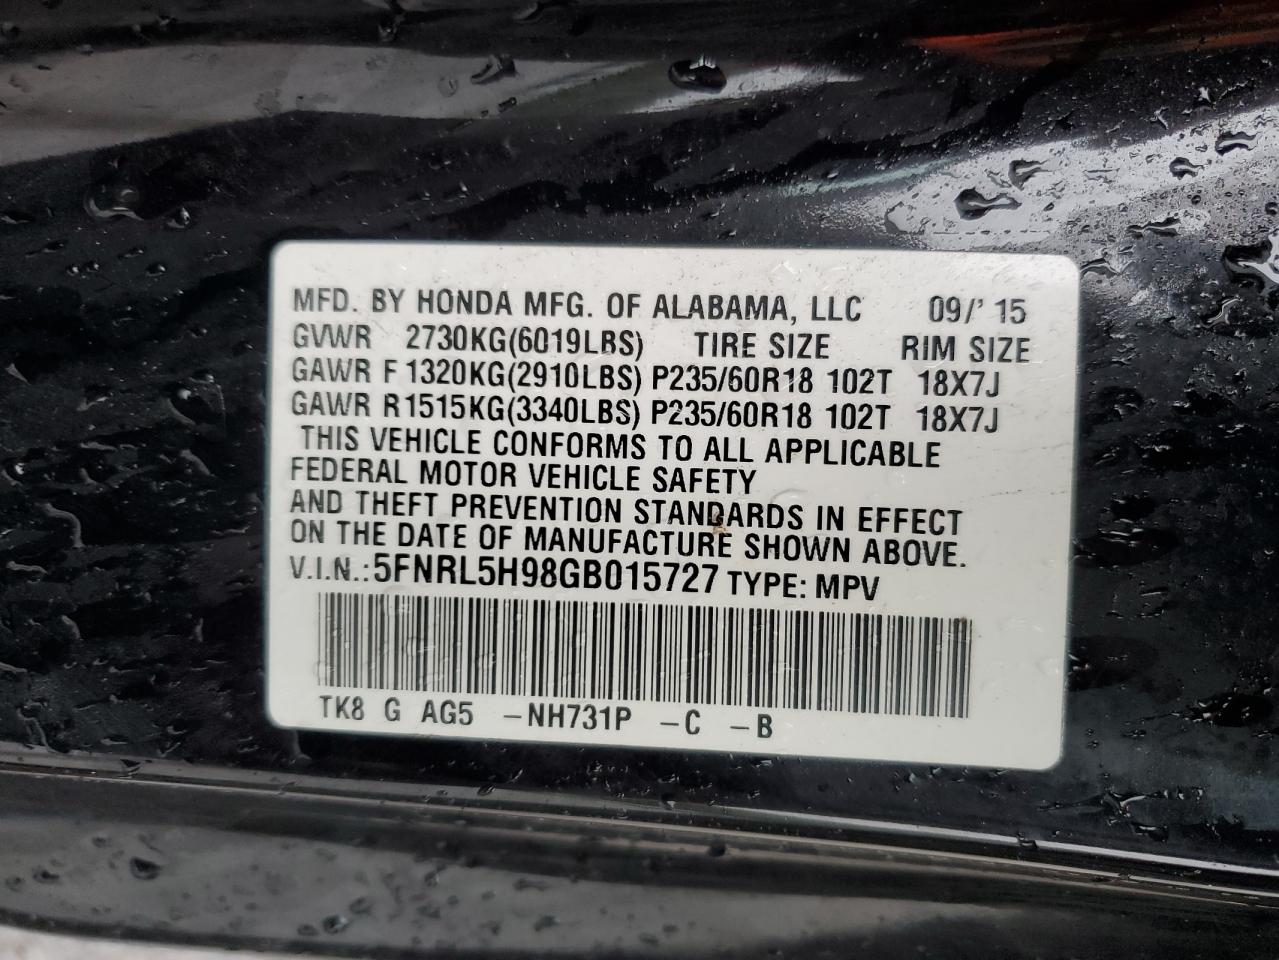 MFD. BY HONDA MFG. OF ALABAMA, LLC 09/' 15
GVWR 2730KG(6019LBS) TIRE SIZE RIM SIZE
GAWR F 1320KG(2910LBS) P235/60R18 102T 18X7J
GAWR R 1515KG(3340LBS) P235/60R18 102T 18X7J
THIS VEHICLE CONFORMS TO ALL APPLICABLE
FEDERAL MOTOR VEHICLE SAFETY
AND THEFT PREVENTION STANDARDS IN EFFECT
ON THE DATE OF MANUFACTURE SHOWN ABOVE.
V.I.N.: 5FNRL5H98GB015727 TYPE: MPV
TK8 G AG5 -NH731P -C -B